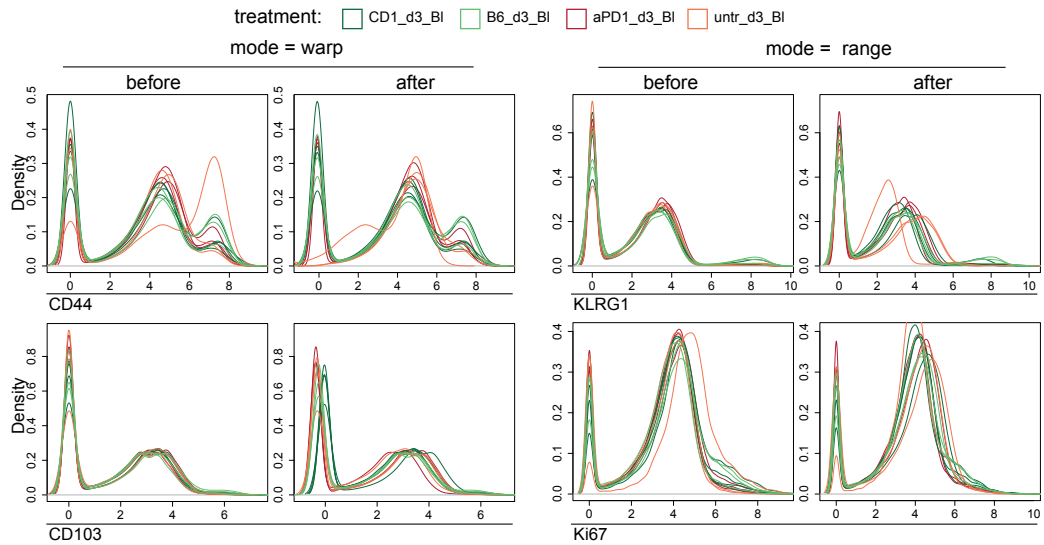 treatment: CD1_d3_Bl B6_d3_Bl aPD1_d3_Bl untr_d3_Bl
mode = warp mode = range
before after before after
Density
0.0 0.1 0.2 0.3 0.4 0.5
0 2 4 6 8
0.0 0.1 0.2 0.3 0.4 0.5
0 2 4 6 8
CD44
0.0 0.2 0.4 0.6
0 2 4 6 8 10
0.0 0.2 0.4 0.6
0 2 4 6 8 10
KLRG1
Density
0.0 0.2 0.4 0.6 0.8
0 2 4 6
0.0 0.2 0.4 0.6 0.8
0 2 4 6
CD103
0.0 0.1 0.2 0.3 0.4
0 2 4 6 8
0.0 0.1 0.2 0.3 0.4
0 2 4 6 8 10
Ki67